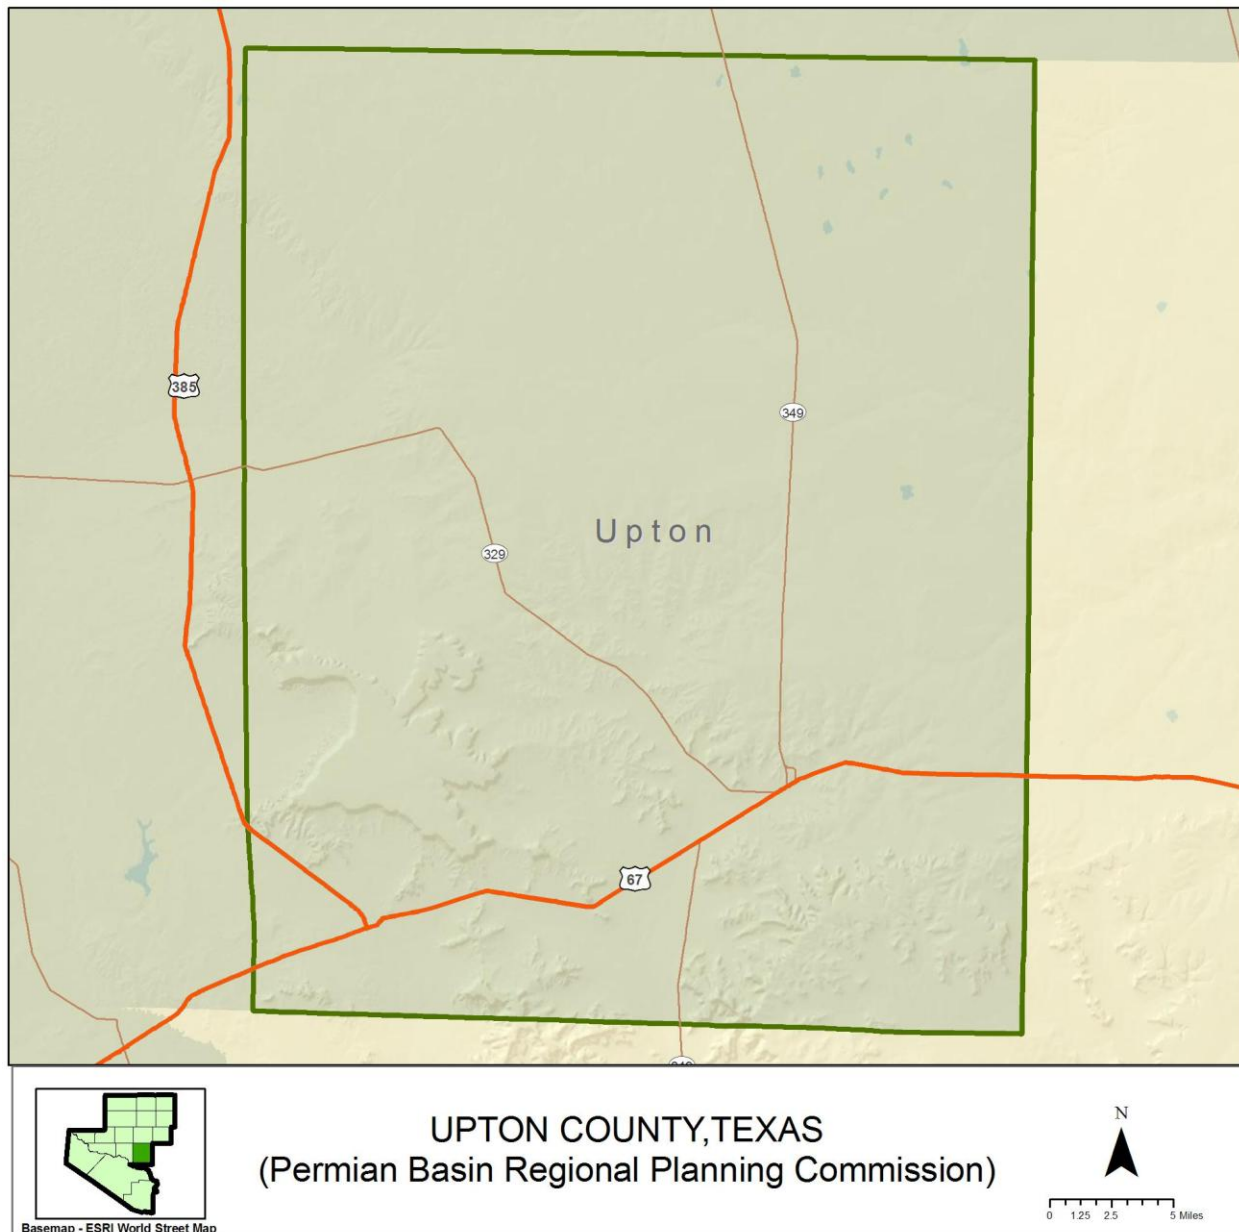 385
349
329
Upton
67
UPTON COUNTY,TEXAS
(Permian Basin Regional Planning Commission)
N
0 1.25 2.5 5 Miles
Basemap - ESRI World Street Map